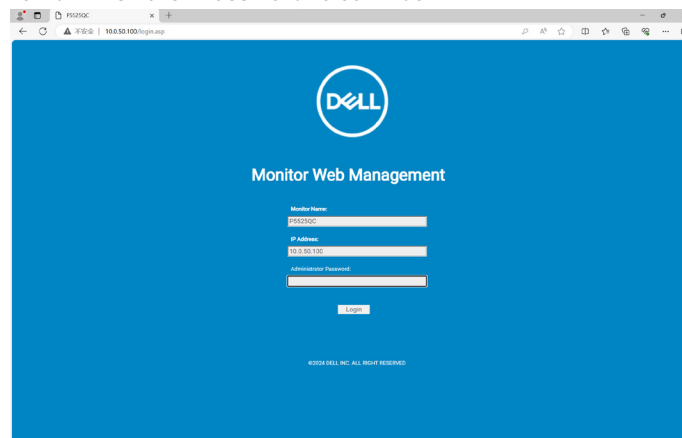 P5525QC
不安全 | 10.0.50.100/login.asp
DELL
Monitor Web Management
Monitor Name:
P5525QC
IP Address:
10.0.50.100
Administrator Password:
Login
©2024 DELL INC. ALL RIGHT RESERVED